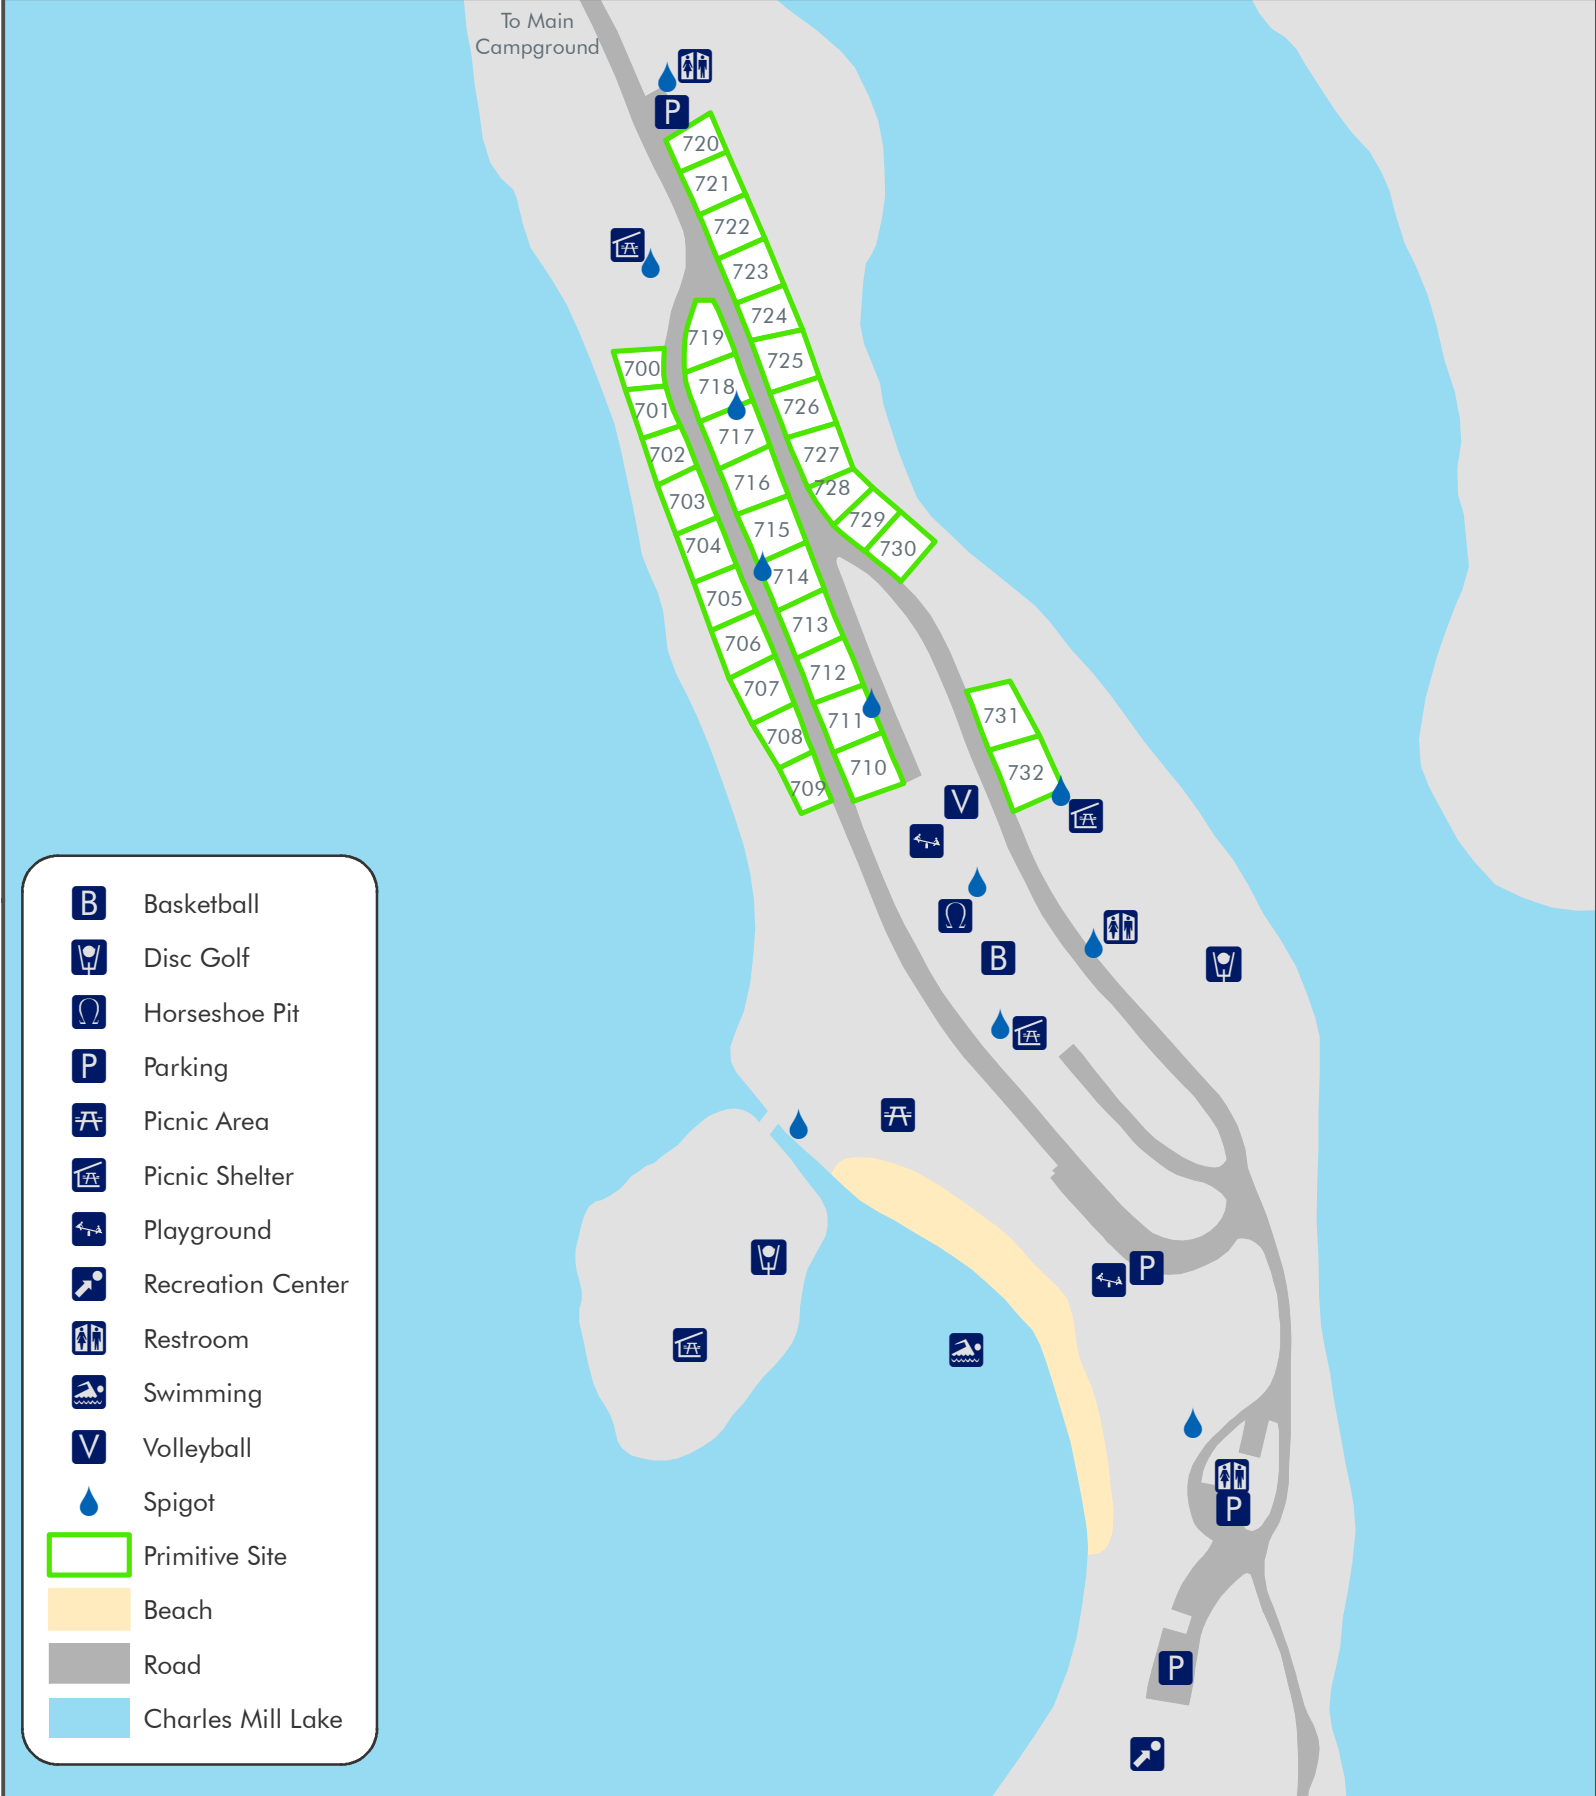 To Main
Campground
P
720
721
722
723
724
725
726
727
728
729
730
719
718
717
716
715
714
713
712
711
710
700
701
702
703
704
705
706
707
708
709
731
732
V
B
P
P
P
B Basketball
Disc Golf
Horseshoe Pit
P Parking
Picnic Area
Picnic Shelter
Playground
Recreation Center
Restroom
Swimming
V Volleyball
Spigot
Primitive Site
Beach
Road
Charles Mill Lake